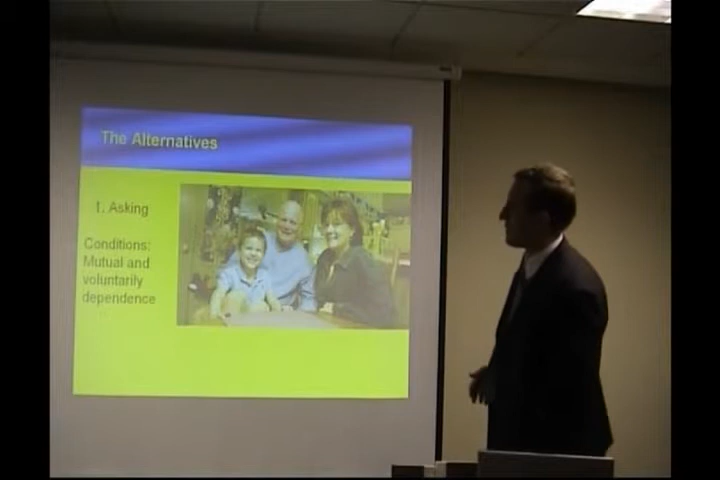 The Alternatives
1. Asking
Conditions:
Mutual and
voluntarily
dependence